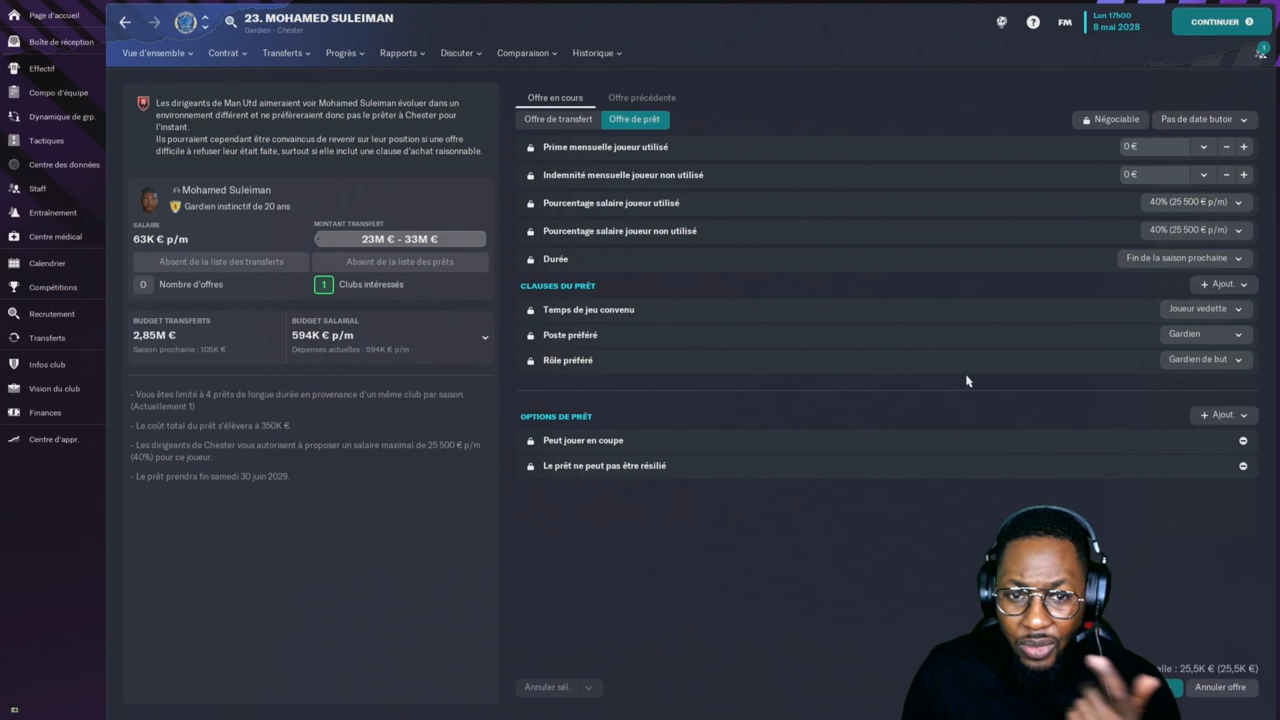 Page d'accueil
Boîte de réception
Effectif
Compo d'équipe
Dynamique de grp.
Tactiques
Centre des données
Staff
Entraînement
Centre médical
Calendrier
Compétitions
Recrutement
Transferts
Infos club
Vision du club
Finances
Centre d'appr.
23. MOHAMED SULEIMAN
Gardien - Chester
FM
Lun 17h00
8 mai 2028
CONTINUER
1
Vue d'ensemble
Contrat
Transferts
Progrès
Rapports
Discuter
Comparaison
Historique
Les dirigeants de Man Utd aimeraient voir Mohamed Suleiman évoluer dans un
environnement différent et ne préfèreraient donc pas le prêter à Chester pour
l'instant.
Ils pourraient cependant être convaincus de revenir sur leur position si une offre
difficile à refuser leur était faite, surtout si elle inclut une clause d'achat raisonnable.
Mohamed Suleiman
Gardien instinctif de 20 ans
SALAIRE
63K € p/m
MONTANT TRANSFERT
23M € - 33M €
Absent de la liste des transferts
Absent de la liste des prêts
0 Nombre d'offres
1 Clubs intéressés
BUDGET TRANSFERTS
2,85M €
Saison prochaine : 105K €
BUDGET SALARIAL
594K € p/m
Dépenses actuelles : 594K € p/m
- Vous êtes limité à 4 prêts de longue durée en provenance d'un même club par saison.
(Actuellement 1)
- Le coût total du prêt s'élèvera à 350K €.
- Les dirigeants de Chester vous autorisent à proposer un salaire maximal de 25 500 € p/m
(40%) pour ce joueur.
- Le prêt prendra fin samedi 30 juin 2029.
Offre en cours
Offre précédente
Offre de transfert
Offre de prêt
Négociable
Pas de date butoir
Prime mensuelle joueur utilisé
0 €
Indemnité mensuelle joueur non utilisé
0 €
Pourcentage salaire joueur utilisé
40% (25 500 € p/m)
Pourcentage salaire joueur non utilisé
40% (25 500 € p/m)
Durée
Fin de la saison prochaine
CLAUSES DU PRÊT
Ajout.
Temps de jeu convenu
Joueur vedette
Poste préféré
Gardien
Rôle préféré
Gardien de but
OPTIONS DE PRÊT
Ajout.
Peut jouer en coupe
Le prêt ne peut pas être résilié
elle : 25,5K € (25,5K €)
Annuler sél.
Annuler offre